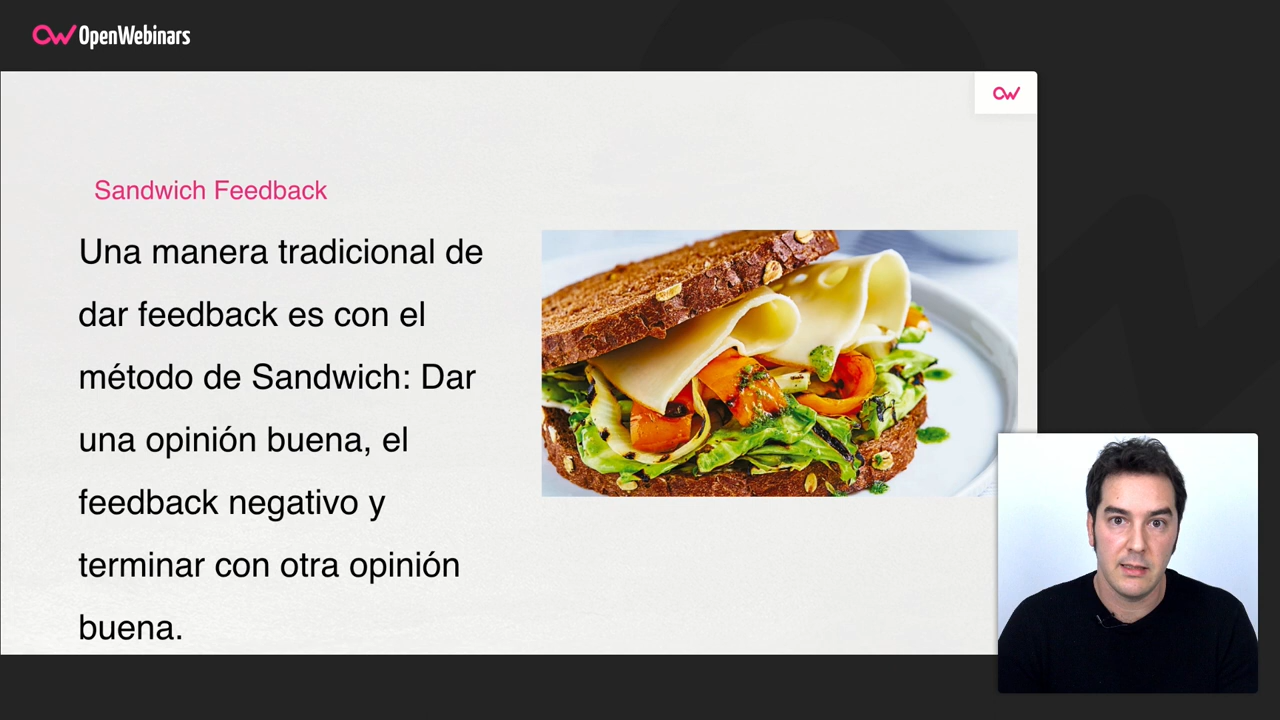 OpenWebinars
Sandwich Feedback
Una manera tradicional de
dar feedback es con el
método de Sandwich: Dar
una opinión buena, el
feedback negativo y
terminar con otra opinión
buena.